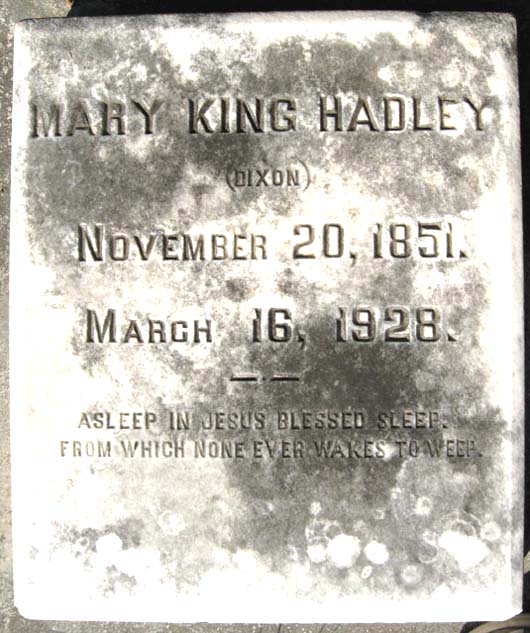 MARY KING HADLEY
(DIXON)
NOVEMBER 20, 1851.
MARCH 16, 1928.
ASLEEP IN JESUS BLESSED SLEEP.
FROM WHICH NONE EVER WAKES TO WEEP.